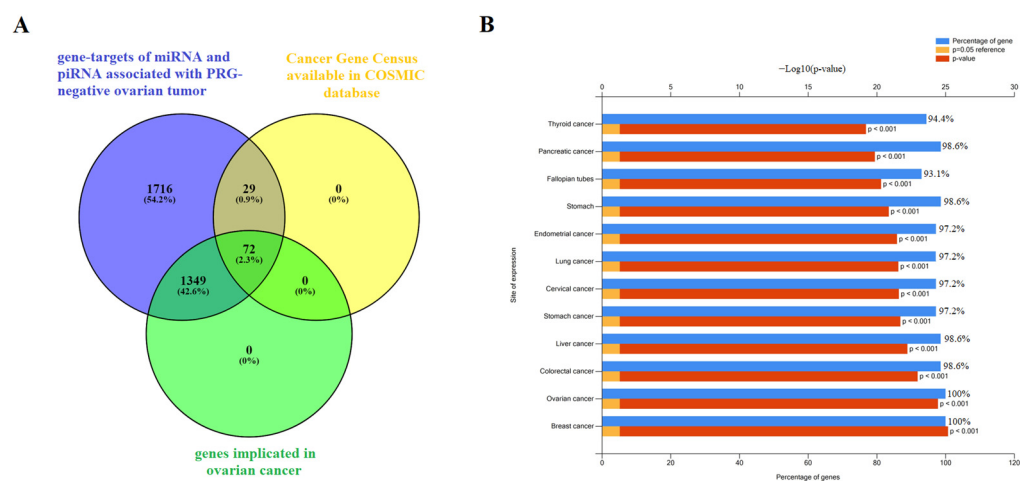 A
gene-targets of miRNA and
piRNA associated with PRG-
negative ovarian tumor
Cancer Gene Census
available in COSMIC
database
1716
(54.2%)
29
(0.9%)
0
(0%)
72
(2.3%)
1349
(42.6%)
0
(0%)
0
(0%)
genes implicated in
ovarian cancer
B
Percentage of gene
p=0.05 reference
p-value
−Log10(p-value)
0 5 10 15 20 25 30
Thyroid cancer 94.4%
p < 0.001
Pancreatic cancer 98.6%
p < 0.001
Fallopian tubes 93.1%
p < 0.001
Stomach 98.6%
p < 0.001
Endometrial cancer 97.2%
p < 0.001
Lung cancer 97.2%
p < 0.001
Cervical cancer 97.2%
p < 0.001
Stomach cancer 97.2%
p < 0.001
Liver cancer 98.6%
p < 0.001
Colorectal cancer 98.6%
p < 0.001
Ovarian cancer 100%
p < 0.001
Breast cancer 100%
p < 0.001
Site of expression
0 20 40 60 80 100 120
Percentage of genes